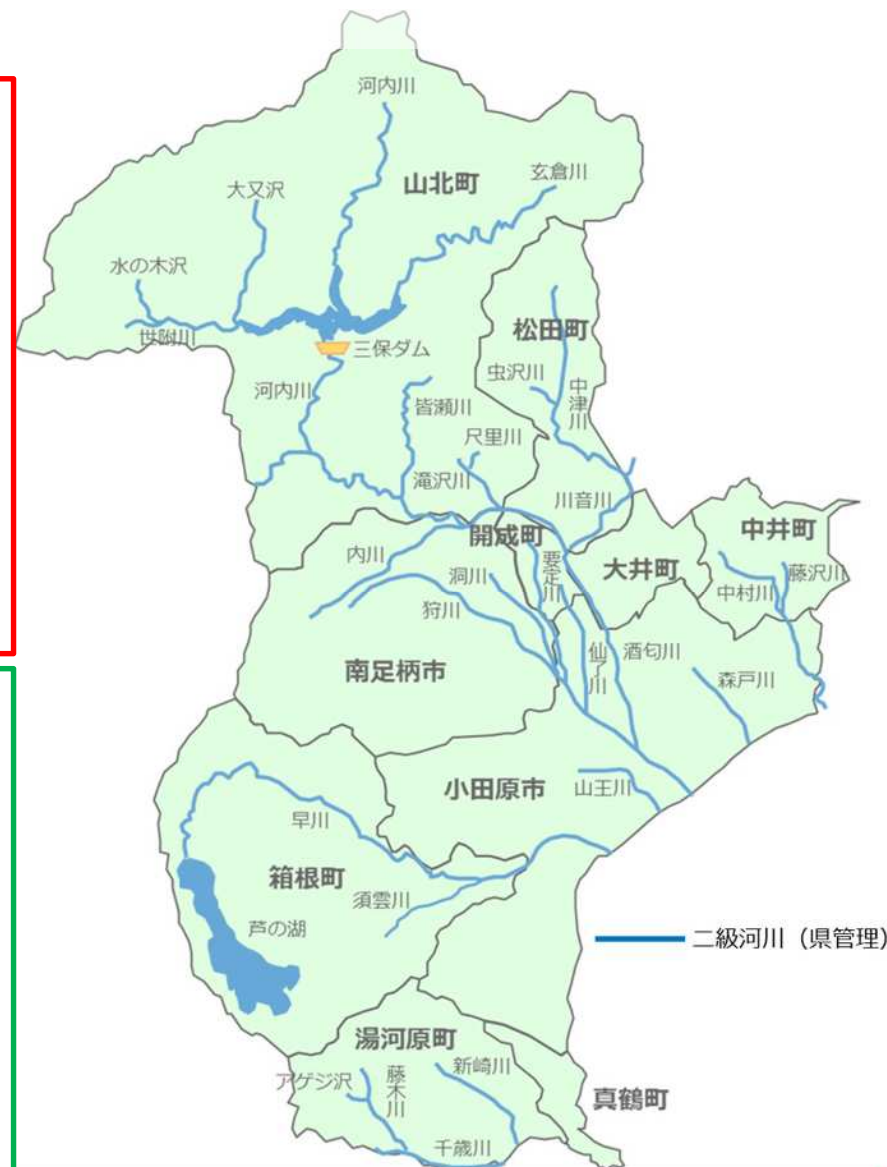 河内川
山北町
玄倉川
大又沢
水の木沢
世附川
三保ダム
松田町
虫沢川
中津川
河内川
皆瀬川
尺里川
滝沢川
川音川
開成町
中井町
大井町
藤沢川
中村川
要定川
内川
洞川
狩川
仙了川
酒匂川
森戸川
南足柄市
小田原市
山王川
早川
箱根町
須雲川
芦の湖
二級河川（県管理）
湯河原町
新崎川
アゲジ沢
藤木川
千歳川
真鶴町